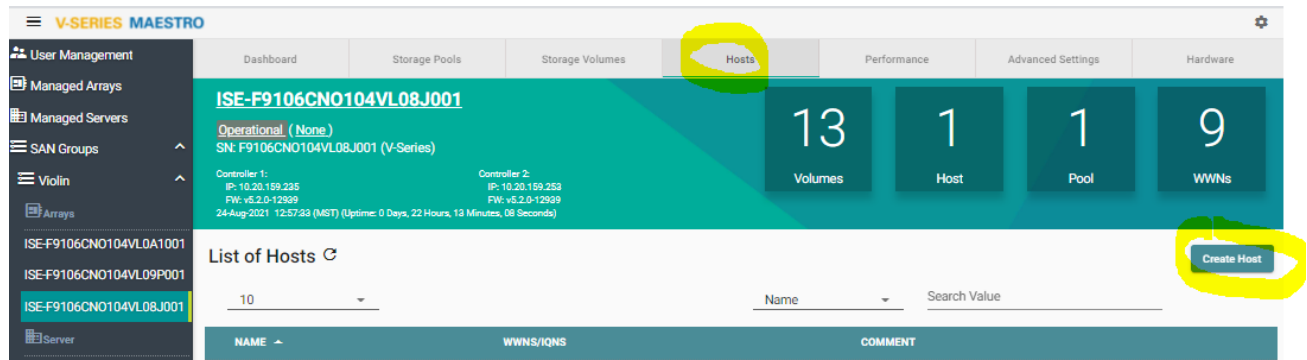 V-SERIES MAESTRO
User Management
Managed Arrays
Managed Servers
SAN Groups
Violin
Arrays
ISE-F9106CNO104VL0A1001
ISE-F9106CNO104VL09P001
ISE-F9106CNO104VL08J001
Server
Dashboard Storage Pools Storage Volumes Hosts Performance Advanced Settings Hardware
ISE-F9106CNO104VL08J001
Operational ( None )
SN: F9106CNO104VL08J001 (V-Series)
Controller 1: Controller 2:
IP: 10.20.159.235 IP: 10.20.159.253
FW: v5.2.0-12939 FW: v5.2.0-12939
24-Aug-2021 12:57:33 (MST) (Uptime: 0 Days, 22 Hours, 13 Minutes, 08 Seconds)
13 1 1 9
Volumes Host Pool WWNs
List of Hosts
Create Host
10 Name Search Value
NAME WWNS/IQNS COMMENT